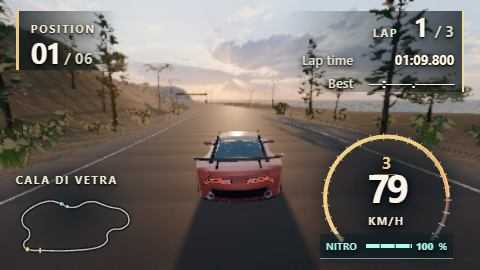 POSITION
01 / 06
LAP 1 / 3
Lap time 01:09.800
Best --:--.---
CALA DI VETRA
3
79
KM/H
NITRO 100 %